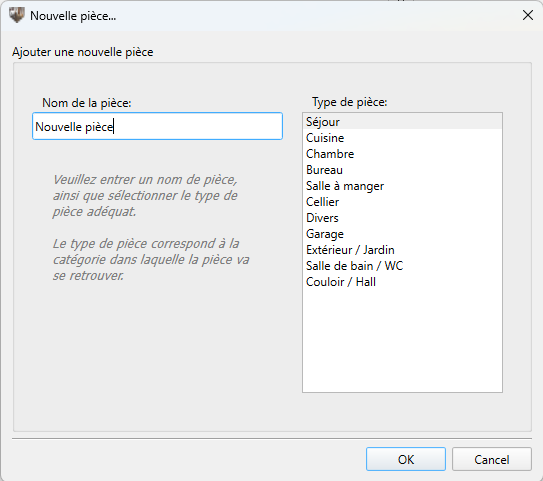 Nouvelle pièce...
Ajouter une nouvelle pièce
Nom de la pièce:
Nouvelle pièce
Veuillez entrer un nom de pièce,
ainsi que sélectionner le type de
pièce adéquat.
Le type de pièce correspond à la
catégorie dans laquelle la pièce va
se retrouver.
Type de pièce:
Séjour
Cuisine
Chambre
Bureau
Salle à manger
Cellier
Divers
Garage
Extérieur / Jardin
Salle de bain / WC
Couloir / Hall
OK
Cancel